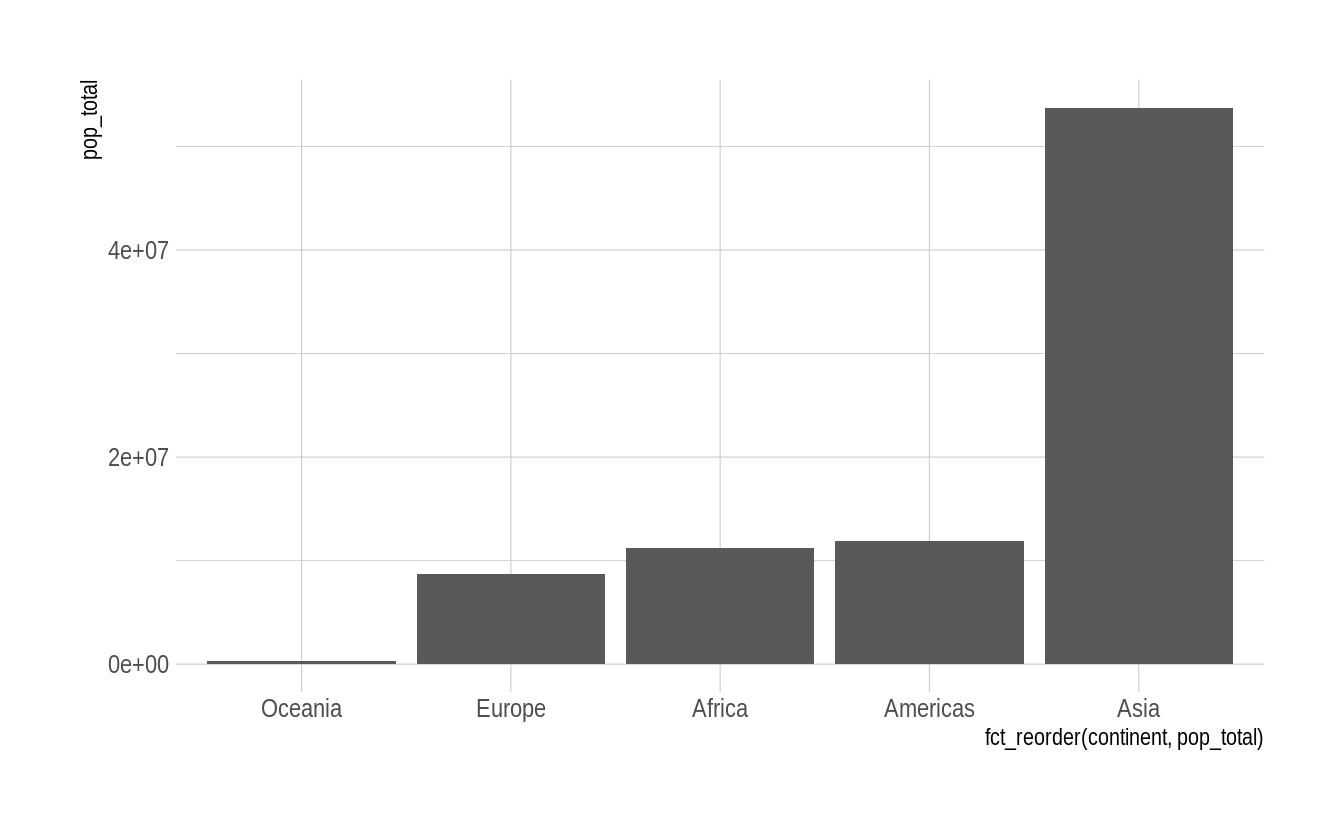 pop_total
4e+07
2e+07
0e+00
Oceania Europe Africa Americas Asia
fct_reorder(continent, pop_total)